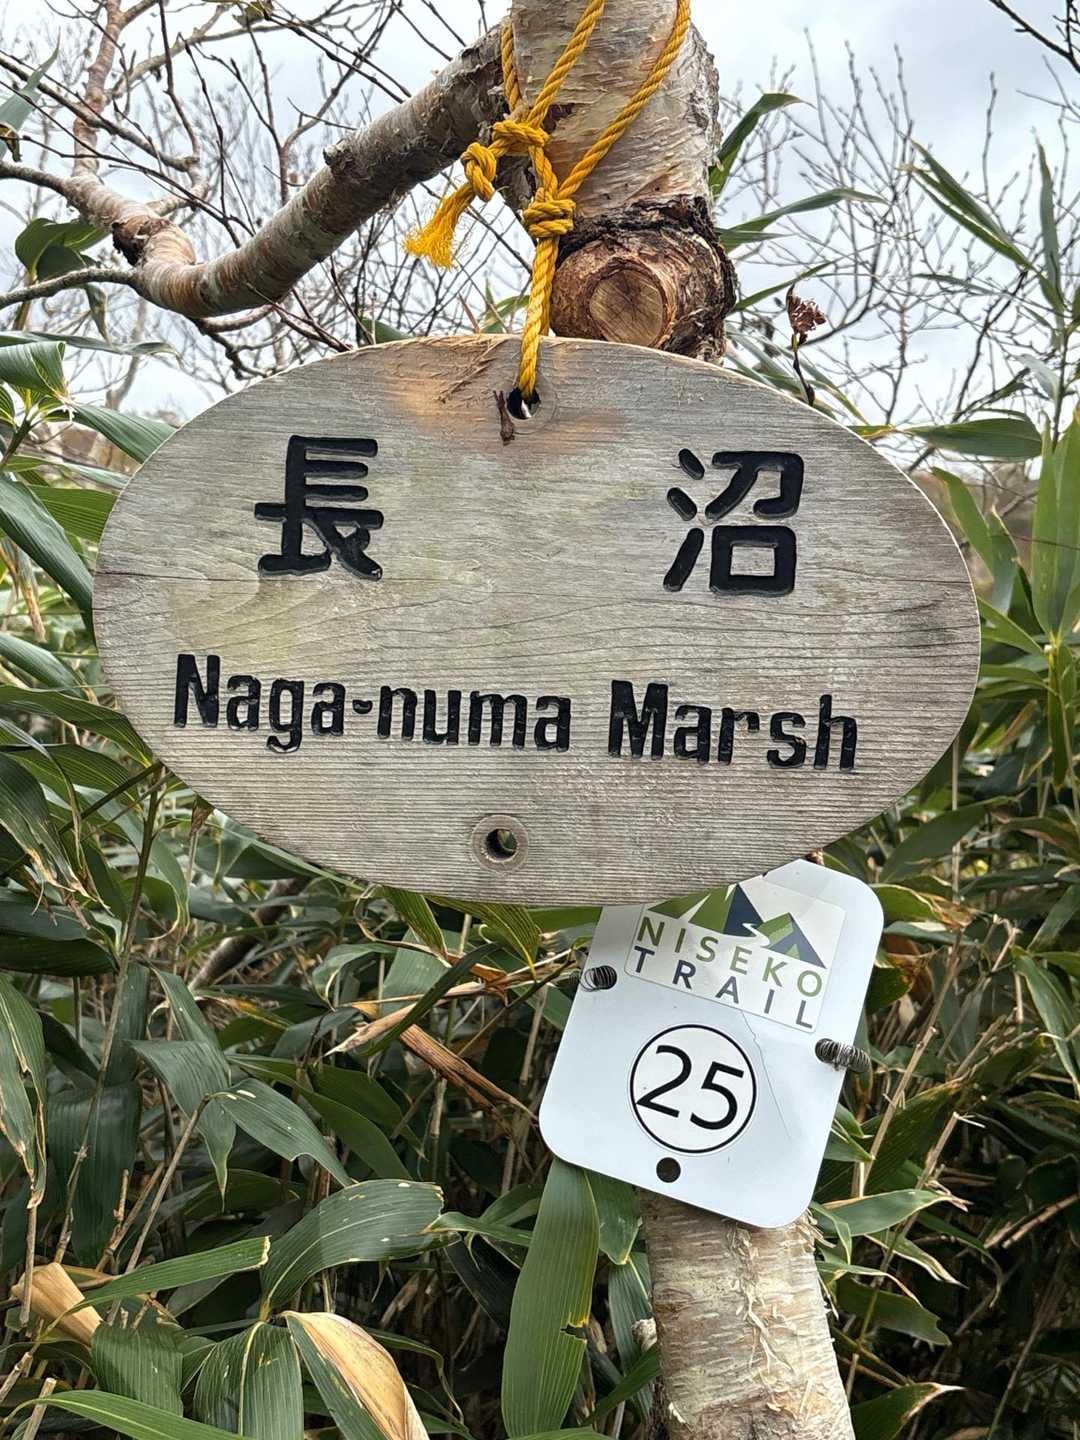 長 沼
Naga-numa Marsh
NISEKO
TRAIL
25